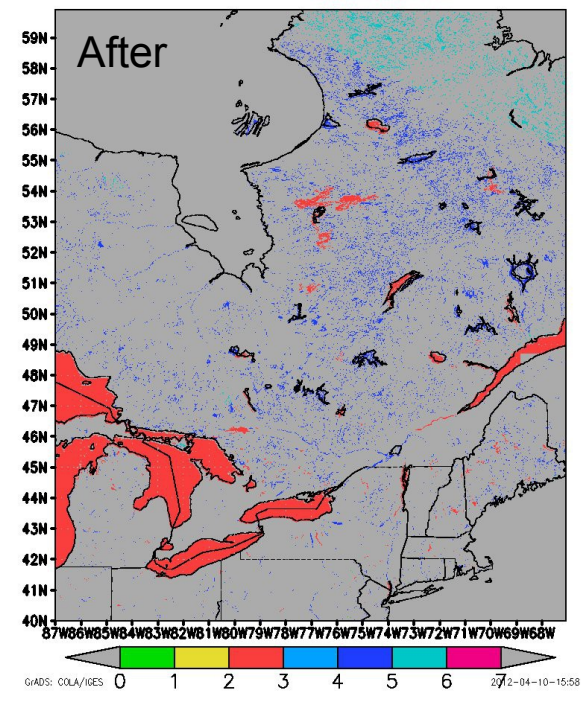 After
59N
58N
57N
56N
55N
54N
53N
52N
51N
50N
49N
48N
47N
46N
45N
44N
43N
42N
41N
40N
87W86W85W84W83W82W81W80W79W78W77W76W75W74W73W72W71W70W69W68W
0 1 2 3 4 5 6 7
GrADS: COLA/IGES 2012-04-10-15:58